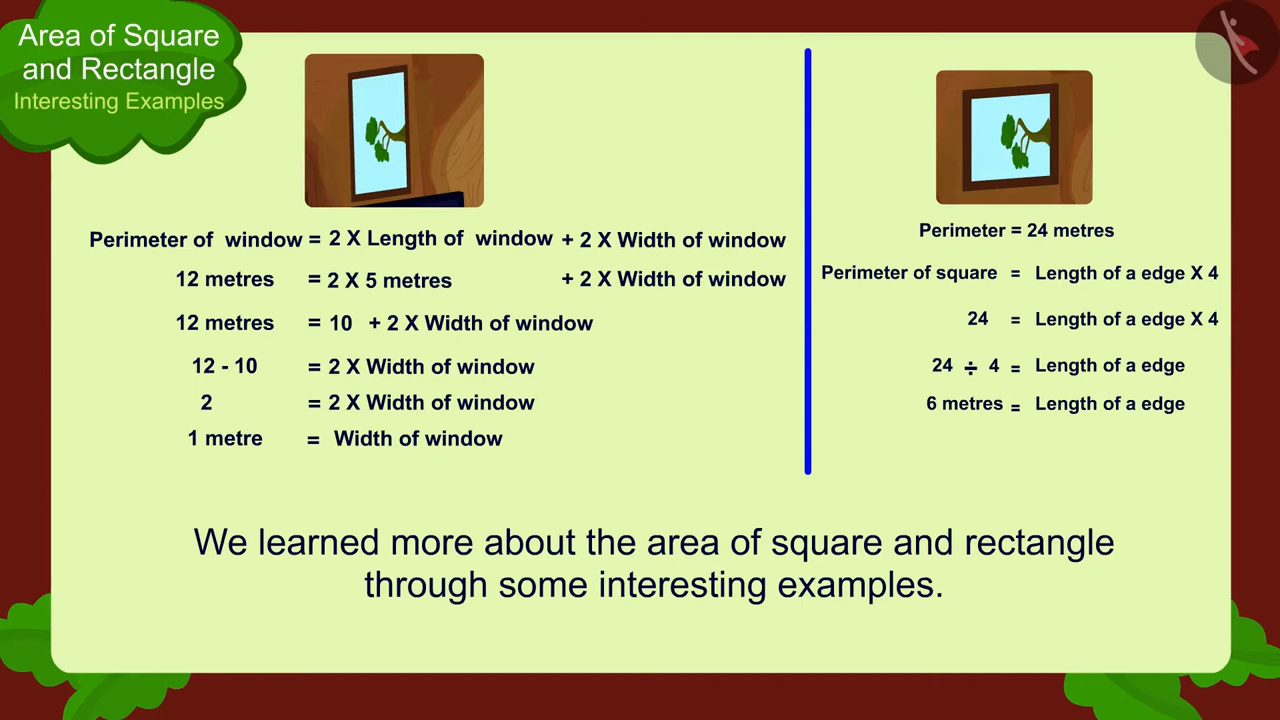 Area of Square
and Rectangle
Interesting Examples
Perimeter of window = 2 X Length of window + 2 X Width of window
12 metres = 2 X 5 metres + 2 X Width of window
12 metres = 10 + 2 X Width of window
12 - 10 = 2 X Width of window
2 = 2 X Width of window
1 metre = Width of window
Perimeter = 24 metres
Perimeter of square = Length of a edge X 4
24 = Length of a edge X 4
24 ÷ 4 = Length of a edge
6 metres = Length of a edge
We learned more about the area of square and rectangle
through some interesting examples.